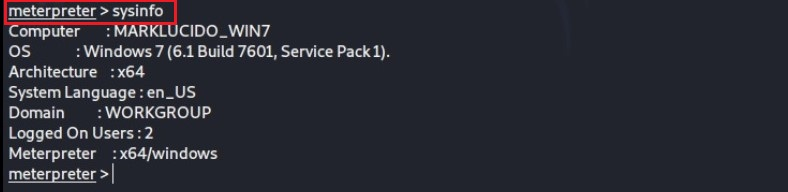 meterpreter > sysinfo
Computer : MARKLUCIDO_WIN7
OS : Windows 7 (6.1 Build 7601, Service Pack 1).
Architecture : x64
System Language : en_US
Domain : WORKGROUP
Logged On Users : 2
Meterpreter : x64/windows
meterpreter >